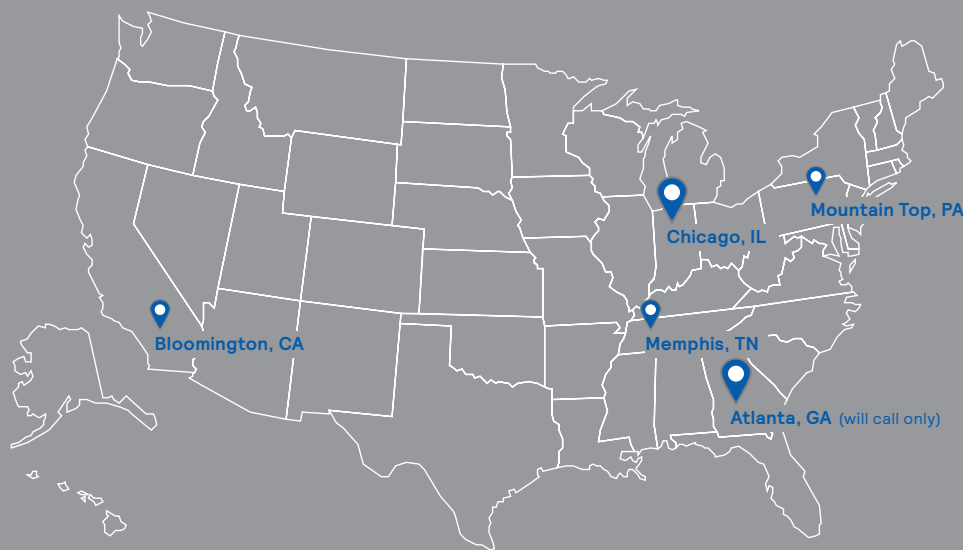 Mountain Top, PA
Chicago, IL
Bloomington, CA
Memphis, TN
Atlanta, GA (will call only)